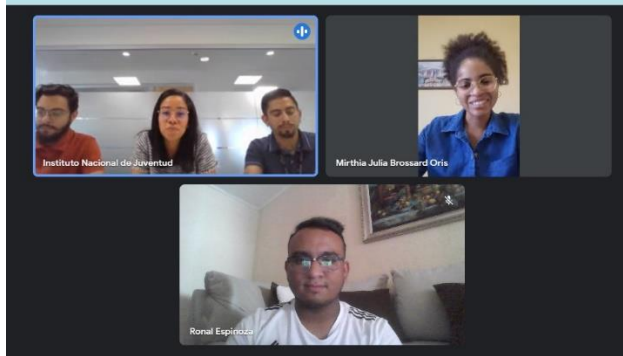 Instituto Nacional de Juventud
Mirthia Julia Brossard Oris
Ronal Espinoza